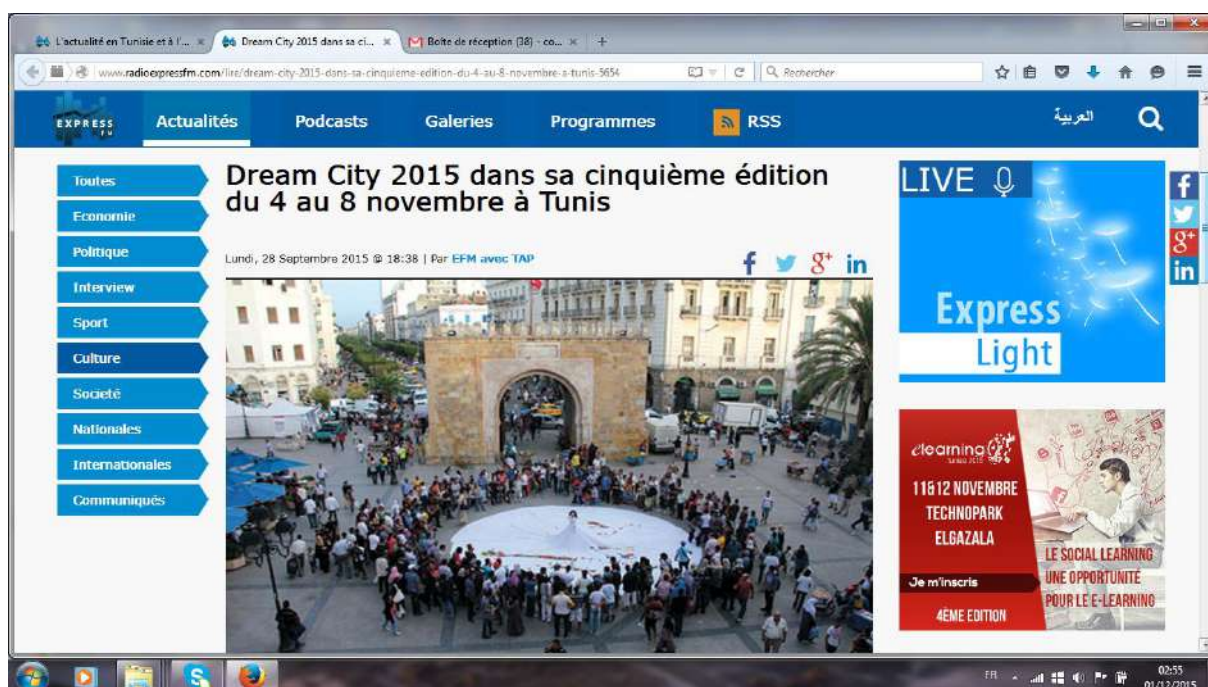 L'actualité en Tunisie et à l'...
Dream City 2015 dans sa ci...
Boîte de réception (38) - co...
www.radioexpressfm.com/lire/dream-city-2015-dans-sa-cinquieme-edition-du-4-au-8-novembre-a-tunis-5654
Rechercher
EXPRESS FM
Actualités
Podcasts
Galeries
Programmes
RSS
العربية
Toutes
Economie
Politique
Interview
Sport
Culture
Societé
Nationales
Internationales
Communiqués
Dream City 2015 dans sa cinquième édition
du 4 au 8 novembre à Tunis
Lundi, 28 Septembre 2015 @ 18:38 | Par EFM avec TAP
f
g+
in
LIVE
Express
Light
f
g+
in
elearning
11&12 NOVEMBRE
TECHNOPARK
ELGAZALA
Je m'inscris
4ÈME EDITION
LE SOCIAL LEARNING
UNE OPPORTUNITÉ
POUR LE E-LEARNING
FR
02:55
01/12/2015